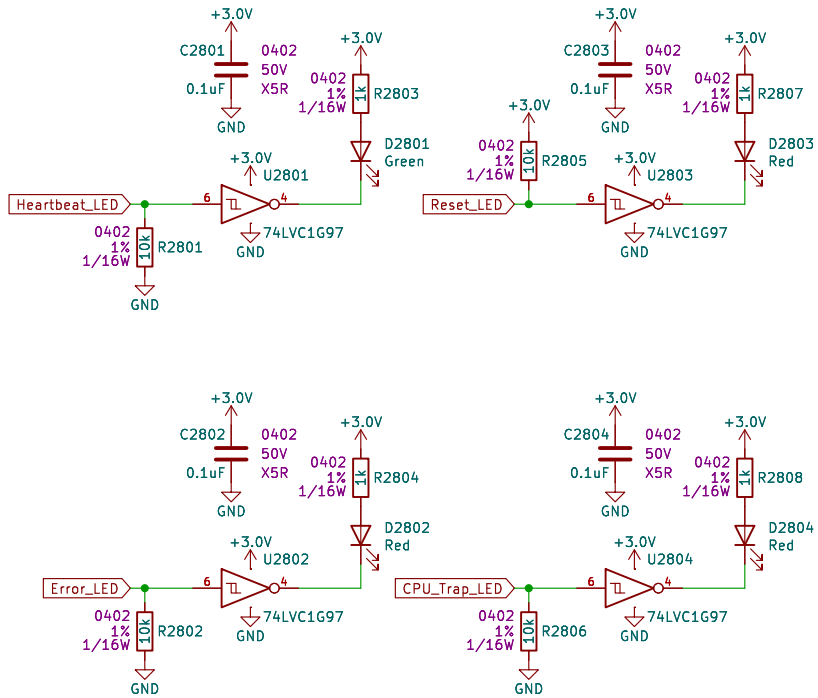 +3.0V
C2801
0.1uF
0402
50V
X5R
GND
+3.0V
0402
1%
1/16W
1k
R2803
D2801
Green
+3.0V
U2801
6
4
74LVC1G97
GND
Heartbeat_LED
0402
1%
1/16W
10k
R2801
GND
+3.0V
C2803
0.1uF
0402
50V
X5R
GND
+3.0V
0402
1%
1/16W
1k
R2807
D2803
Red
+3.0V
0402
1%
1/16W
10k
R2805
+3.0V
U2803
6
4
74LVC1G97
GND
Reset_LED
+3.0V
C2802
0.1uF
0402
50V
X5R
GND
+3.0V
0402
1%
1/16W
1k
R2804
D2802
Red
+3.0V
U2802
6
4
74LVC1G97
GND
Error_LED
0402
1%
1/16W
10k
R2802
GND
+3.0V
C2804
0.1uF
0402
50V
X5R
GND
+3.0V
0402
1%
1/16W
1k
R2808
D2804
Red
+3.0V
U2804
6
4
74LVC1G97
GND
CPU_Trap_LED
0402
1%
1/16W
10k
R2806
GND